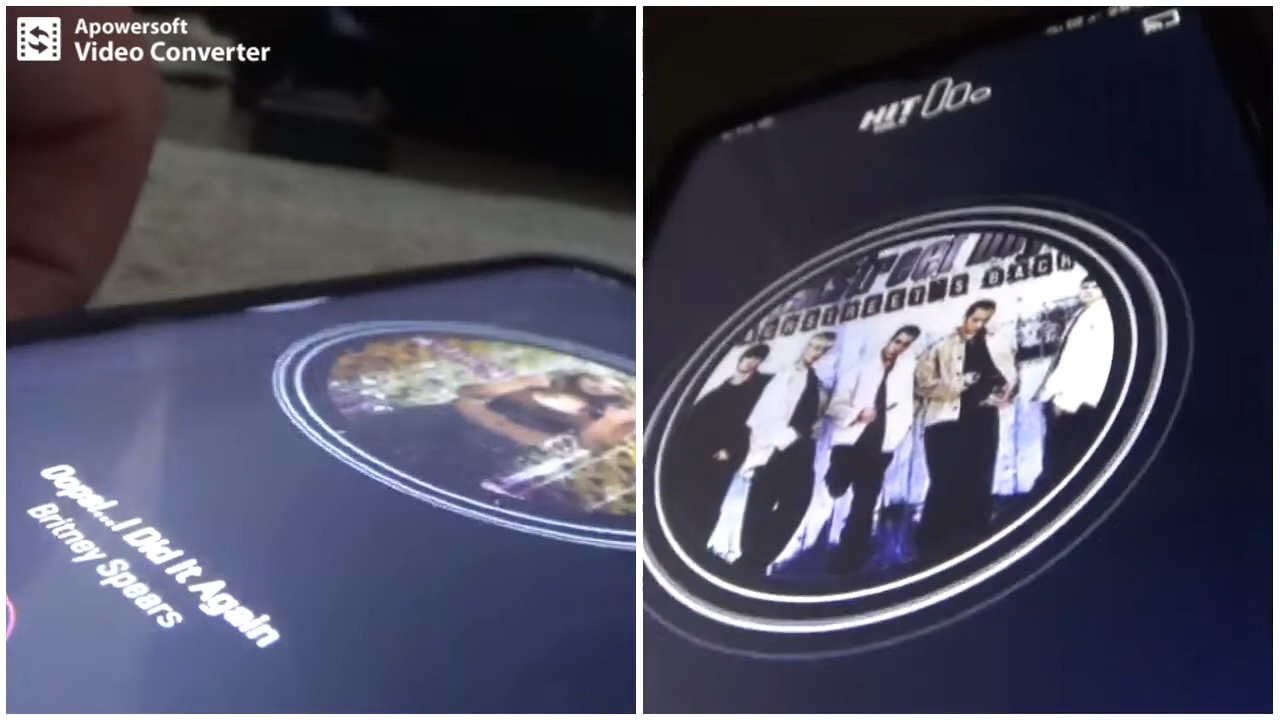 Apowersoft
Video Converter
Oops!... I Did It Again
Britney Spears
HIT
BACKSTREET'S BACK